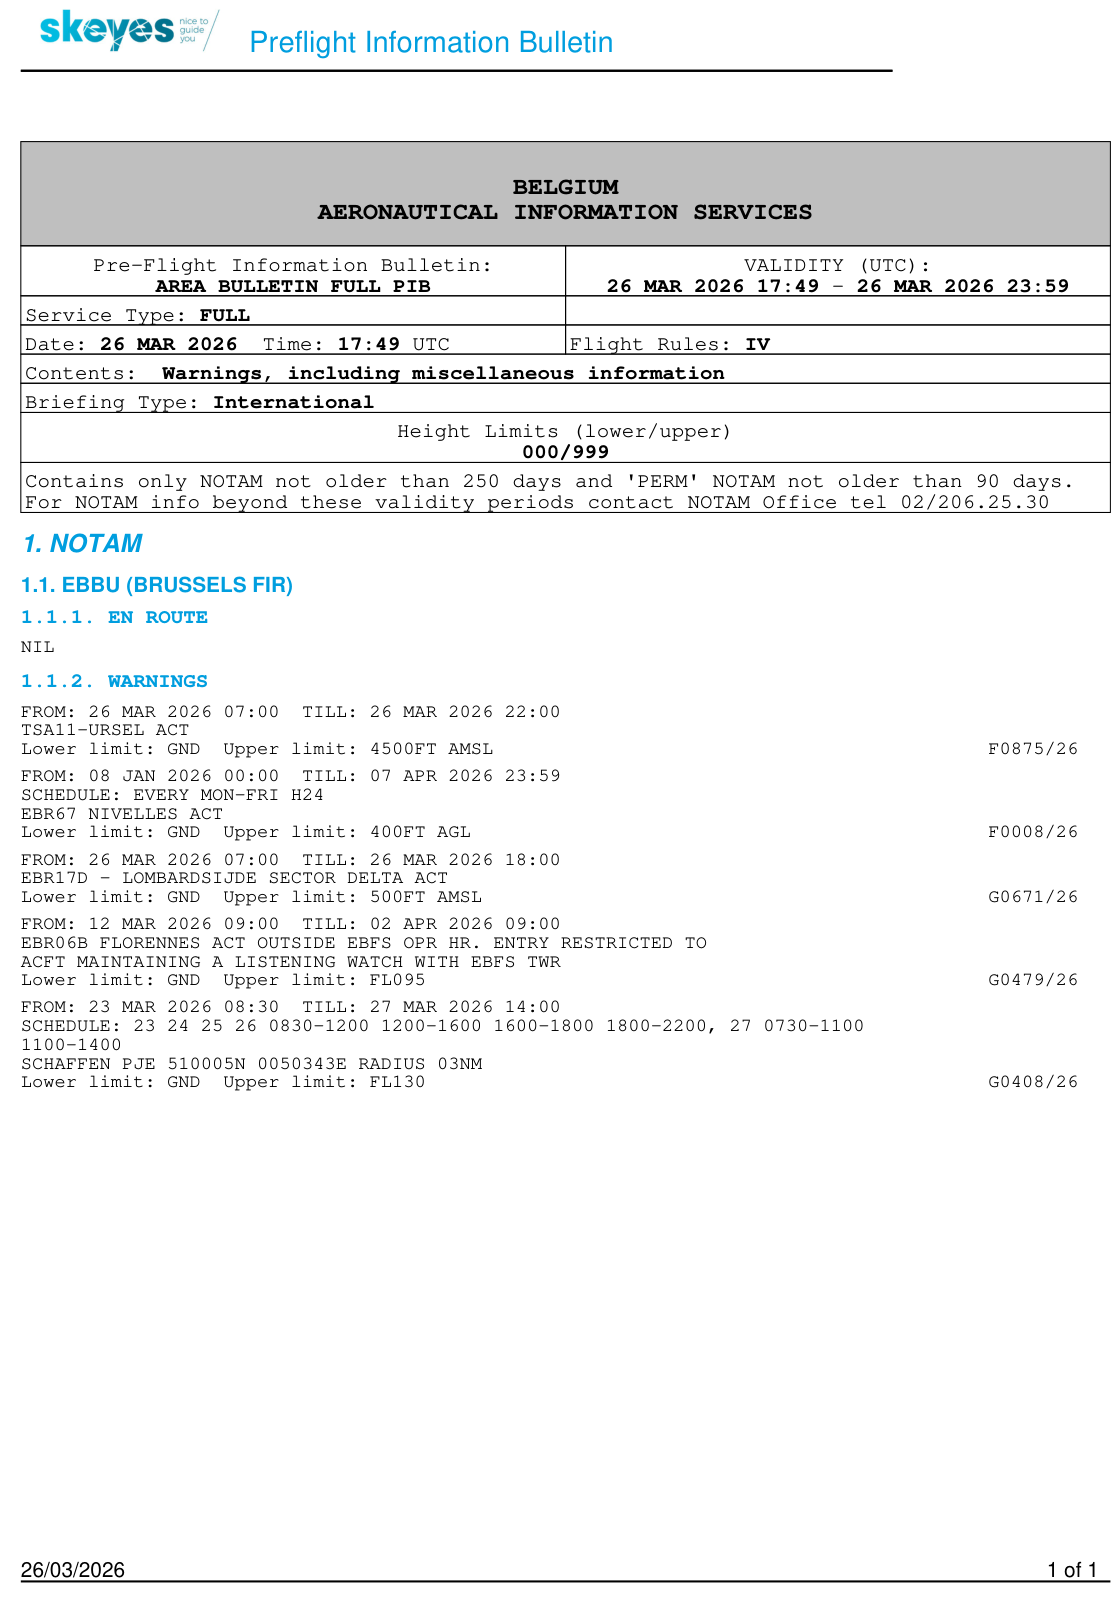 skeyes nice to guide you
Preflight Information Bulletin
BELGIUM
AERONAUTICAL INFORMATION SERVICES
Pre-Flight Information Bulletin:
AREA BULLETIN FULL PIB
VALIDITY (UTC):
26 MAR 2026 17:49 - 26 MAR 2026 23:59
Service Type: FULL
Date: 26 MAR 2026  Time: 17:49 UTC
Flight Rules: IV
Contents:  Warnings, including miscellaneous information
Briefing Type: International
Height Limits (lower/upper)
000/999
Contains only NOTAM not older than 250 days and 'PERM' NOTAM not older than 90 days.
For NOTAM info beyond these validity periods contact NOTAM Office tel 02/206.25.30
1. NOTAM
1.1. EBBU (BRUSSELS FIR)
1.1.1. EN ROUTE
NIL
1.1.2. WARNINGS
FROM: 26 MAR 2026 07:00  TILL: 26 MAR 2026 22:00
TSA11-URSEL ACT
Lower limit: GND  Upper limit: 4500FT AMSL F0875/26
FROM: 08 JAN 2026 00:00  TILL: 07 APR 2026 23:59
SCHEDULE: EVERY MON-FRI H24
EBR67 NIVELLES ACT
Lower limit: GND  Upper limit: 400FT AGL F0008/26
FROM: 26 MAR 2026 07:00  TILL: 26 MAR 2026 18:00
EBR17D - LOMBARDSIJDE SECTOR DELTA ACT
Lower limit: GND  Upper limit: 500FT AMSL G0671/26
FROM: 12 MAR 2026 09:00  TILL: 02 APR 2026 09:00
EBR06B FLORENNES ACT OUTSIDE EBFS OPR HR. ENTRY RESTRICTED TO
ACFT MAINTAINING A LISTENING WATCH WITH EBFS TWR
Lower limit: GND  Upper limit: FL095 G0479/26
FROM: 23 MAR 2026 08:30  TILL: 27 MAR 2026 14:00
SCHEDULE: 23 24 25 26 0830-1200 1200-1600 1600-1800 1800-2200, 27 0730-1100
1100-1400
SCHAFFEN PJE 510005N 0050343E RADIUS 03NM
Lower limit: GND  Upper limit: FL130 G0408/26
26/03/2026 1 of 1